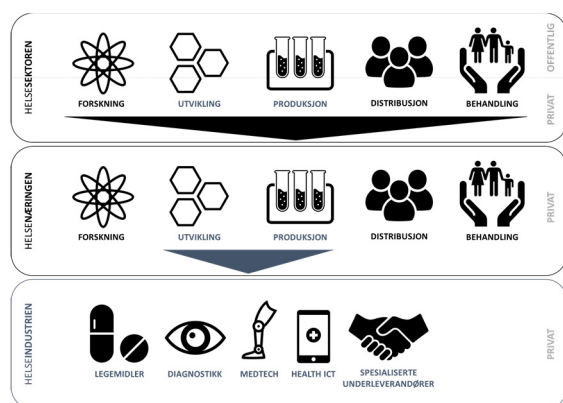 HELSESEKTOREN
FORSKNING
UTVIKLING
PRODUKSJON
DISTRIBUSJON
BEHANDLING
OFFENTLIG
PRIVAT
HELSENÆRINGEN
FORSKNING
UTVIKLING
PRODUKSJON
DISTRIBUSJON
BEHANDLING
PRIVAT
HELSEINDUSTRIEN
LEGEMIDLER
DIAGNOSTIKK
MEDTECH
HEALTH ICT
SPESIALISERTE
UNDERLEVERANDØRER
PRIVAT